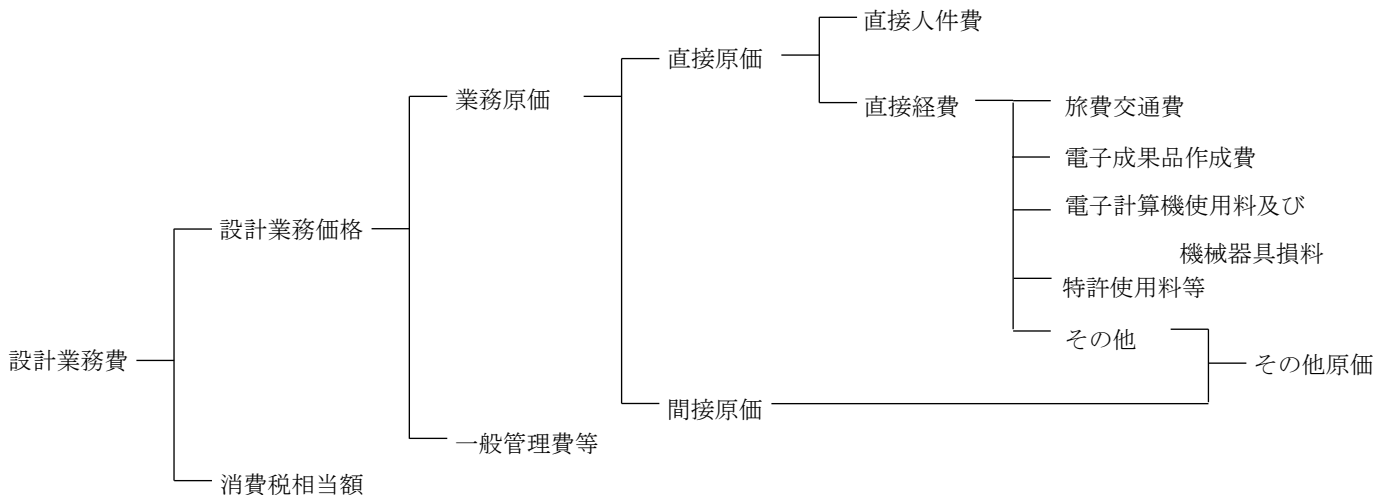 直接人件費
直接原価
業務原価
直接経費
旅費交通費
電子成果品作成費
電子計算機使用料及び
機械器具損料
設計業務価格
特許使用料等
その他
設計業務費
その他原価
間接原価
一般管理費等
消費税相当額